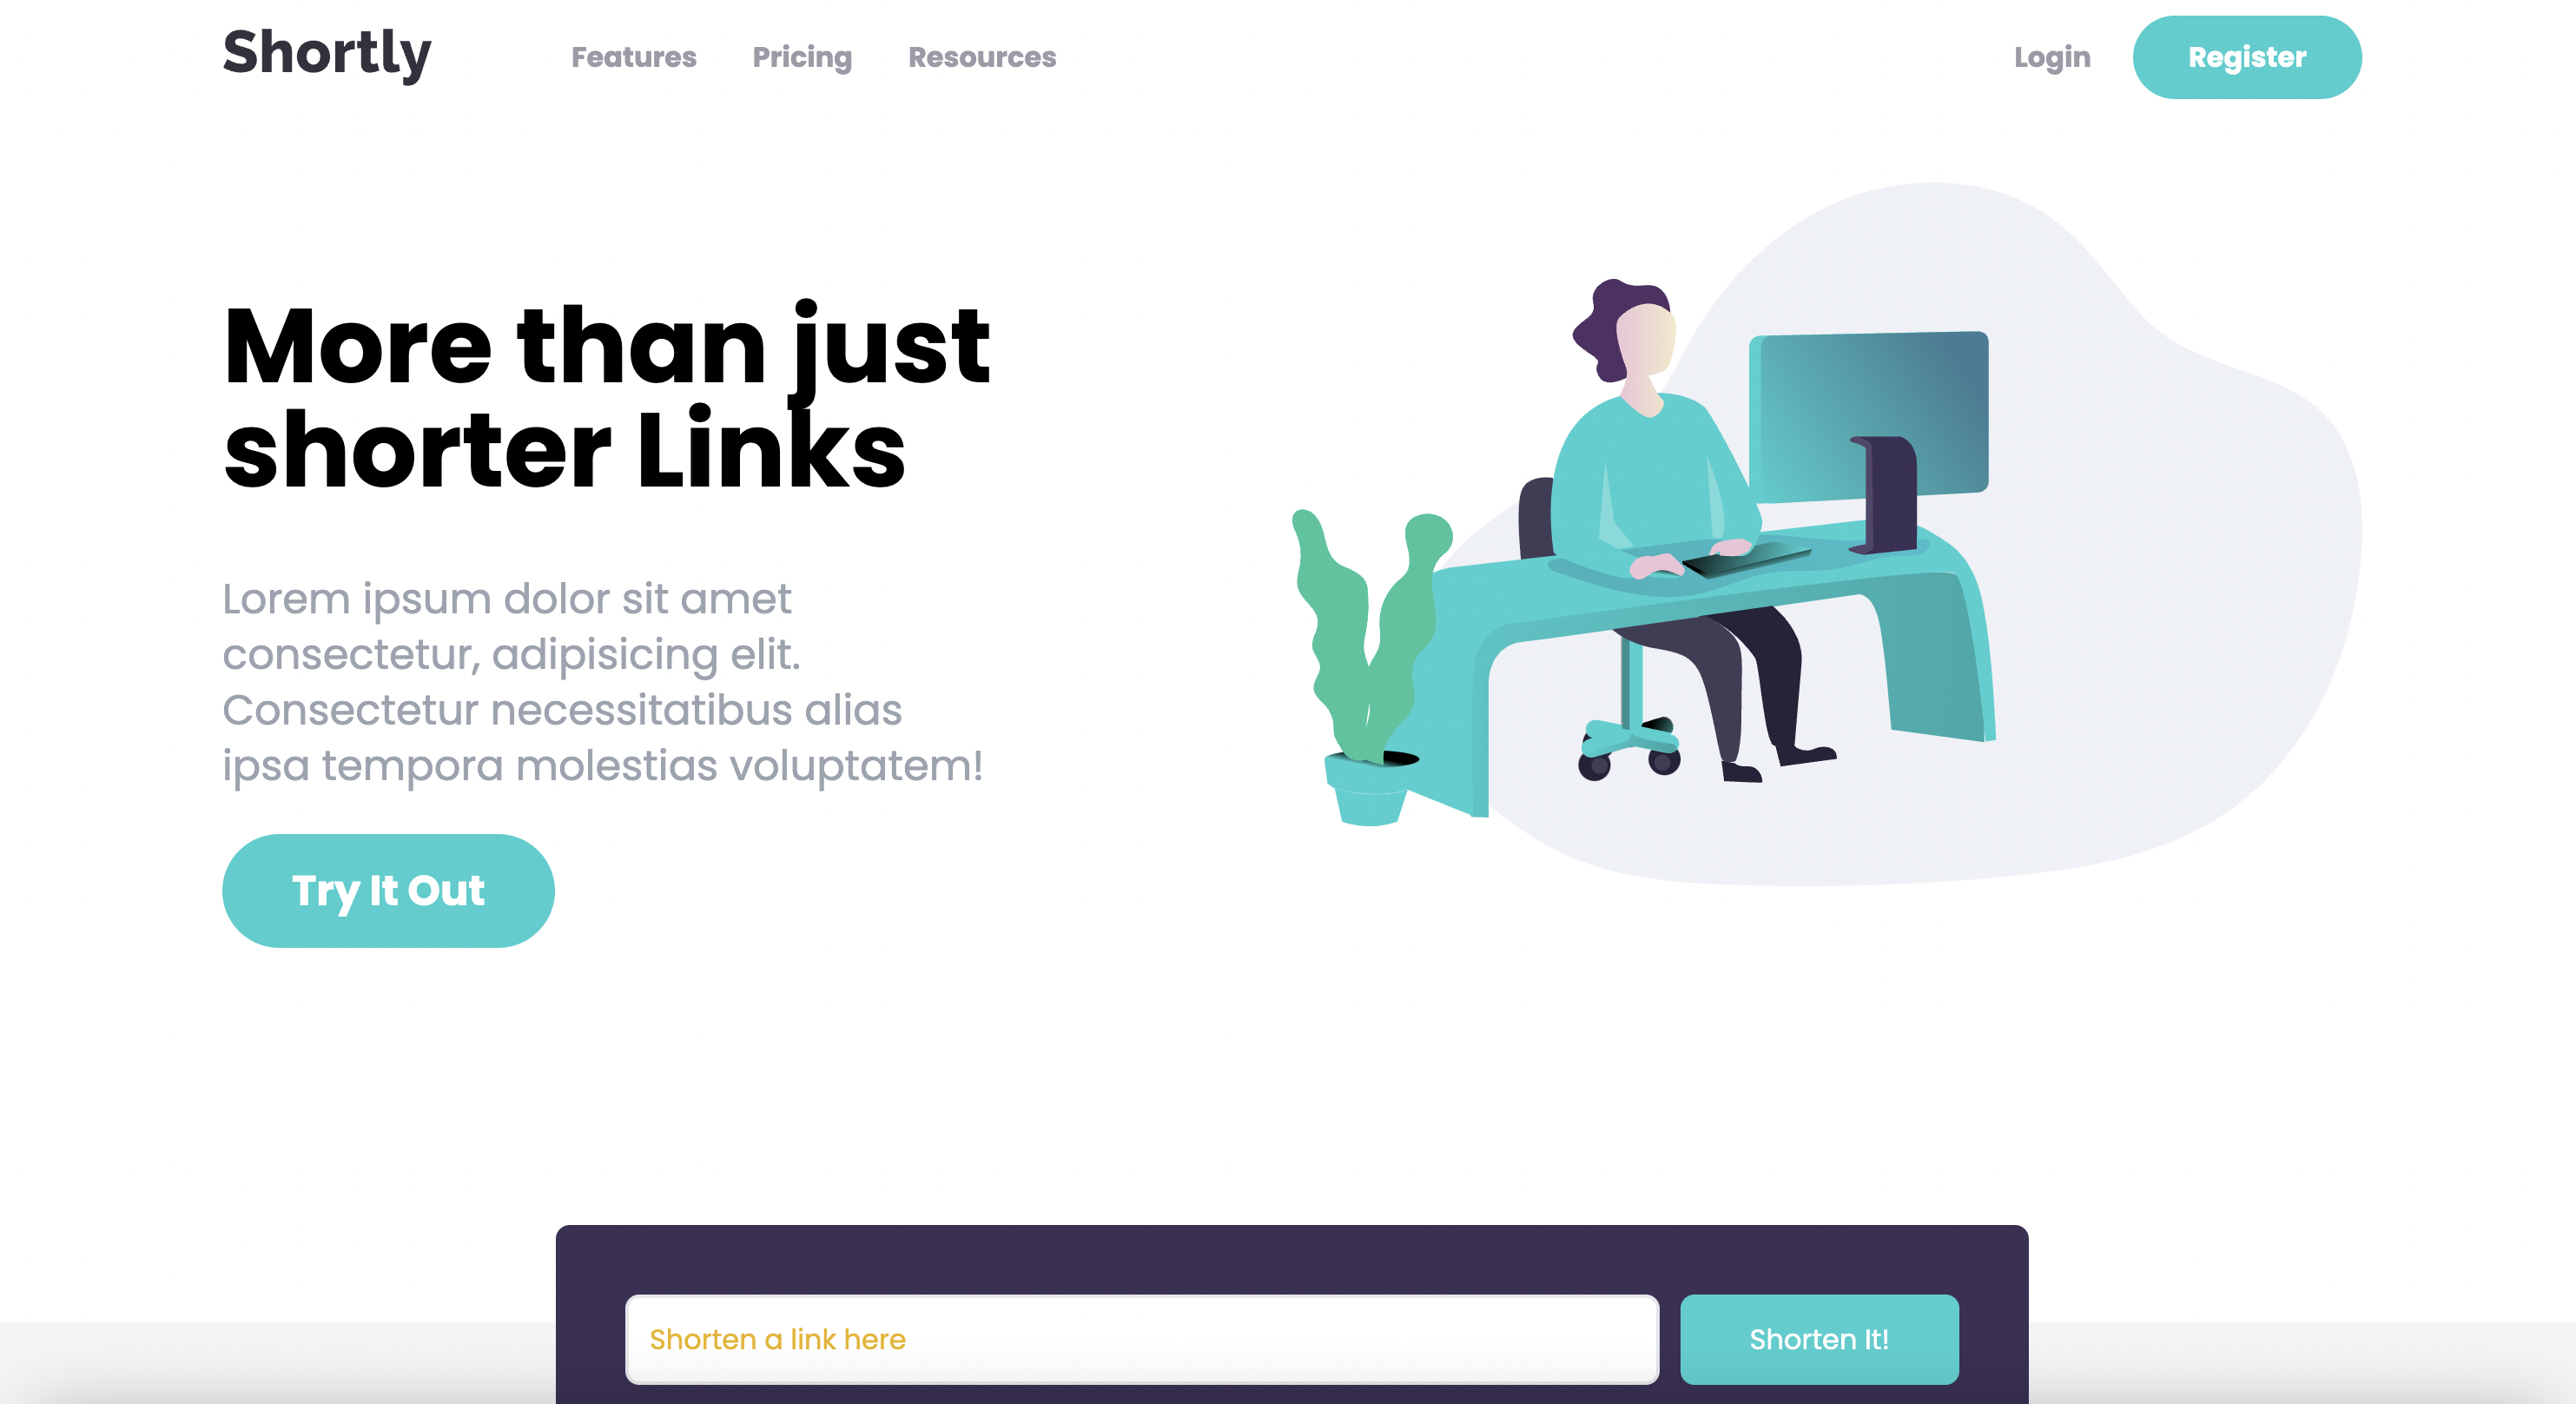 Shortly
Features
Pricing
Resources
Login
Register
More than just
shorter Links
Lorem ipsum dolor sit amet
consectetur, adipisicing elit.
Consectetur necessitatibus alias
ipsa tempora molestias voluptatem!
Try It Out
Shorten a link here
Shorten It!